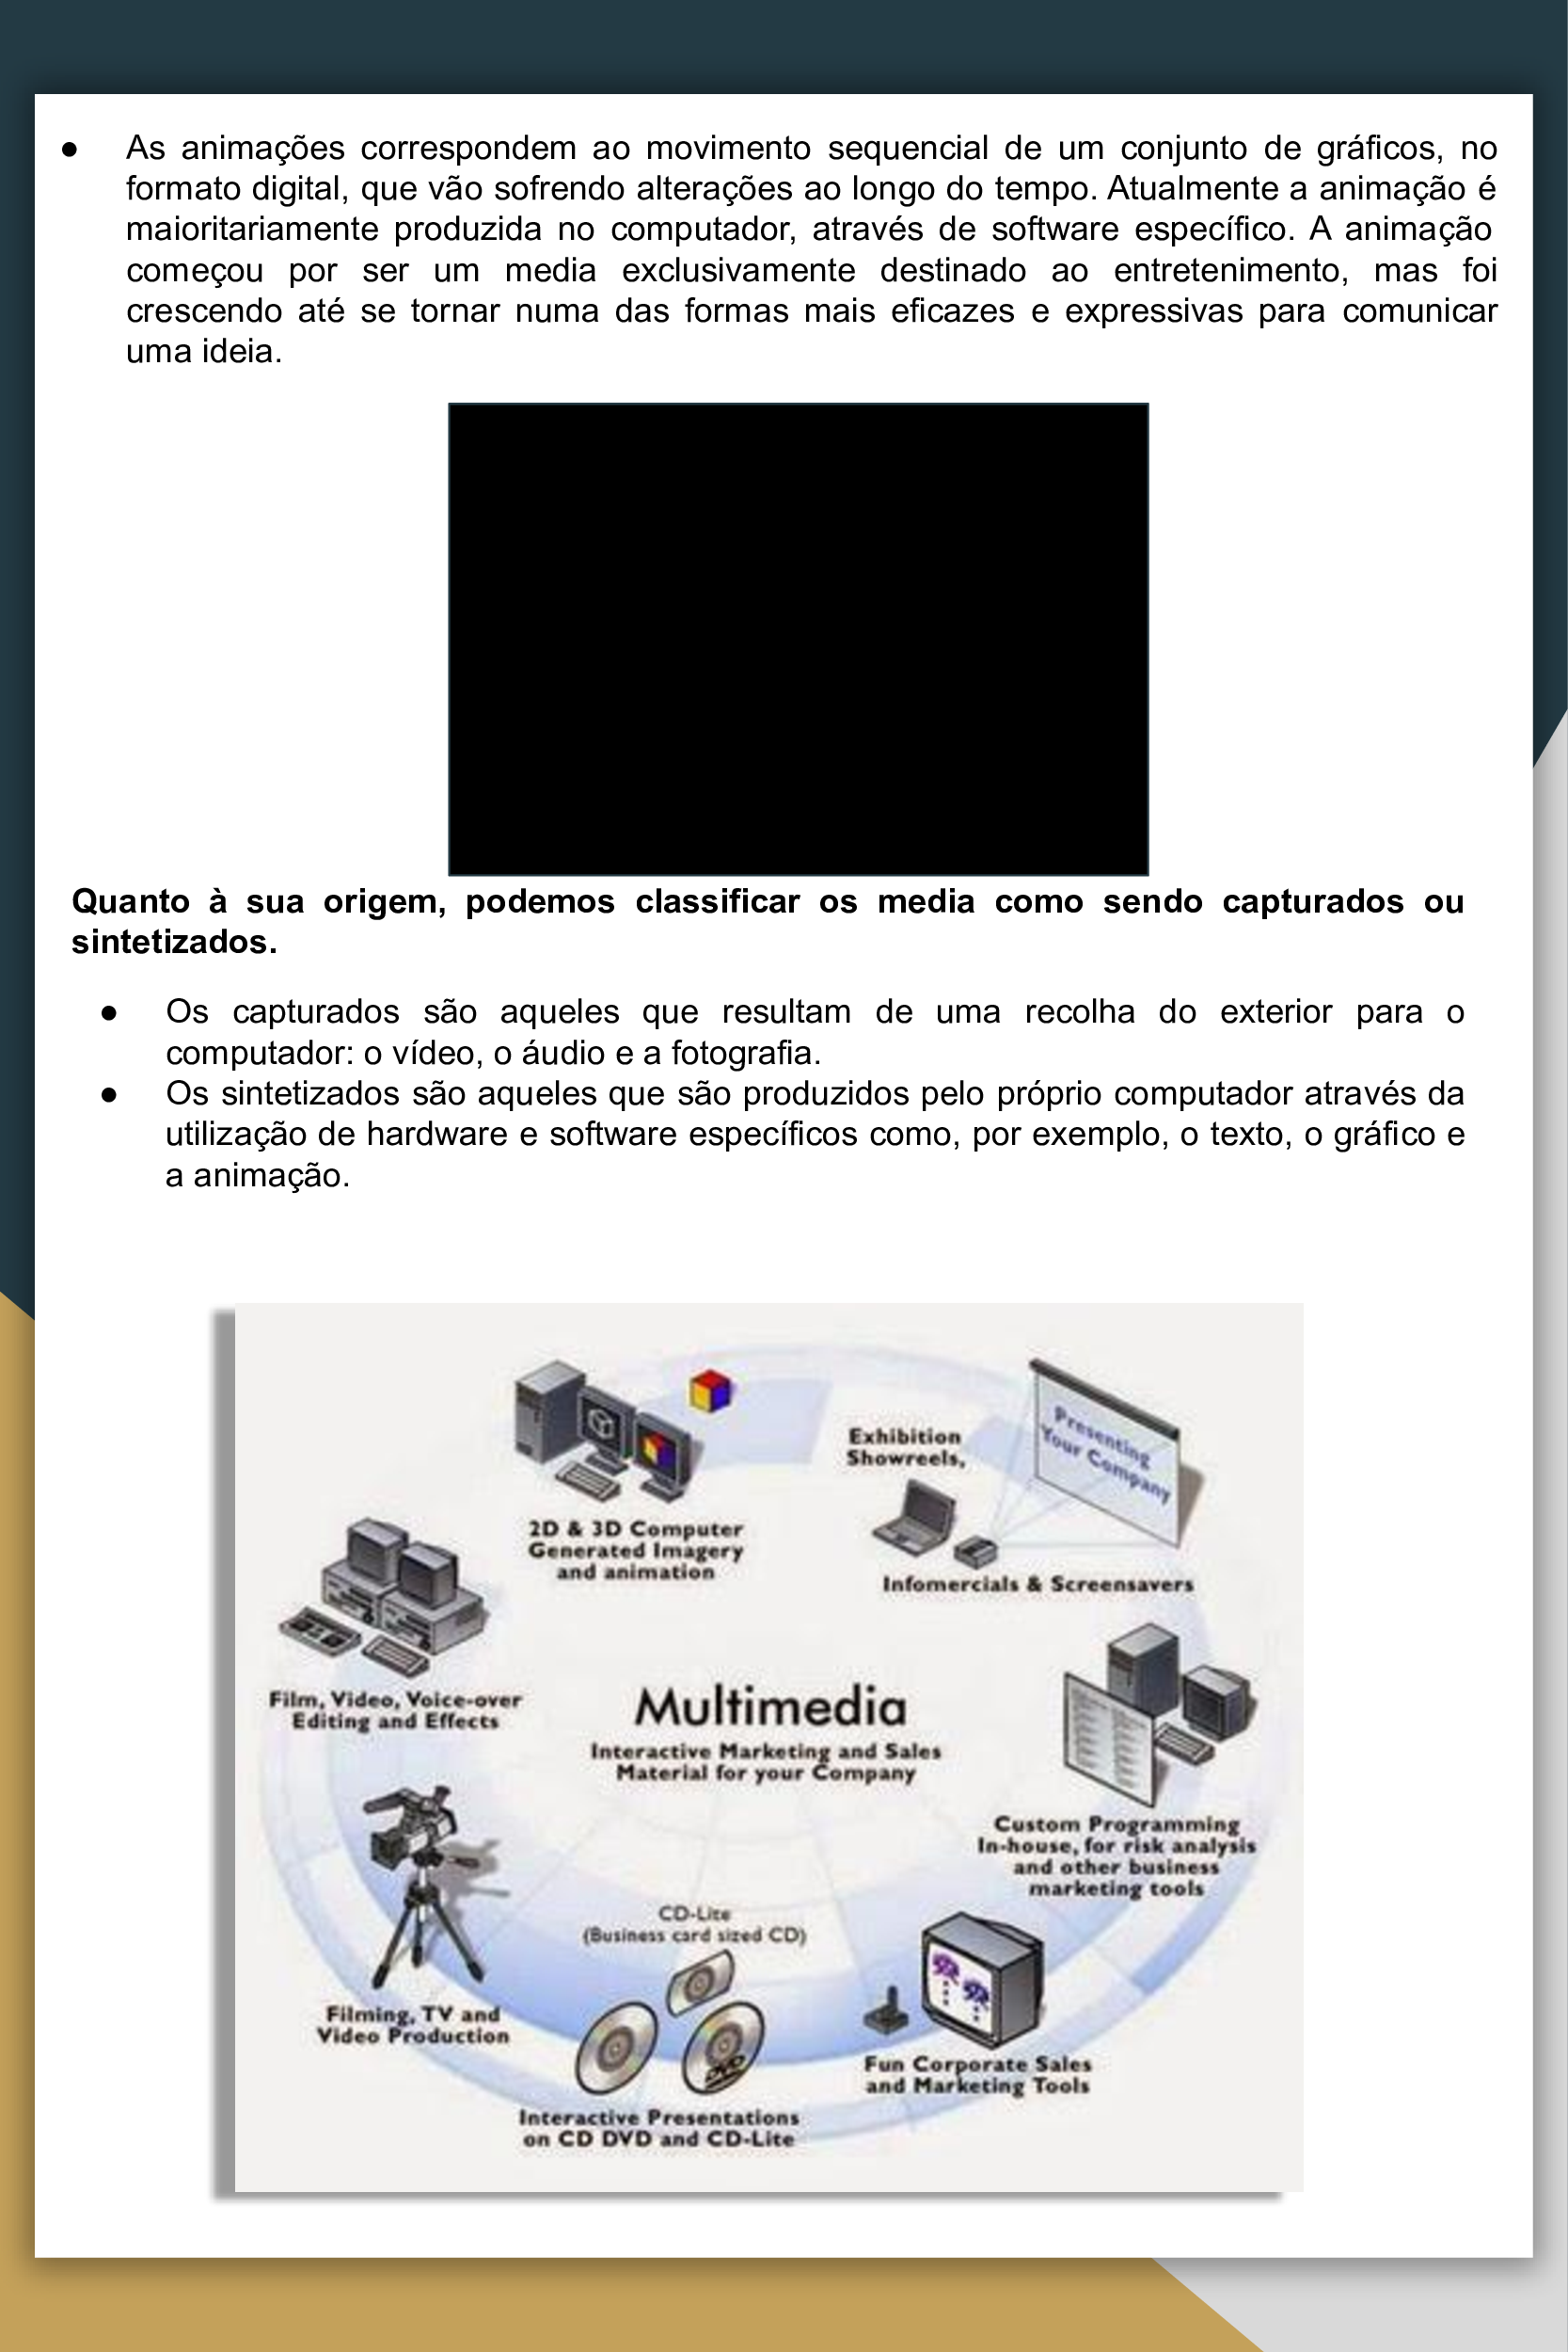 ● As animações correspondem ao movimento sequencial de um conjunto de gráficos, no
formato digital, que vão sofrendo alterações ao longo do tempo. Atualmente a animação é
maioritariamente produzida no computador, através de software específico. A animação
começou por ser um media exclusivamente destinado ao entretenimento, mas foi
crescendo até se tornar numa das formas mais eficazes e expressivas para comunicar
uma ideia.
Quanto à sua origem, podemos classificar os media como sendo capturados ou
sintetizados.
● Os capturados são aqueles que resultam de uma recolha do exterior para o
computador: o vídeo, o áudio e a fotografia.
● Os sintetizados são aqueles que são produzidos pelo próprio computador através da
utilização de hardware e software específicos como, por exemplo, o texto, o gráfico e
a animação.
Exhibition
Showreels,
Presenting
Your Company
2D & 3D Computer
Generated Imagery
and animation
Infomercials & Screensavers
Film, Video, Voice-over
Editing and Effects
Multimedia
Interactive Marketing and Sales
Material for your Company
Custom Programming
In-house, for risk analysis
and other business
marketing tools
CD-Lite
(Business card sized CD)
Filming, TV and
Video Production
DVD
Fun Corporate Sales
and Marketing Tools
Interactive Presentations
on CD DVD and CD-Lite